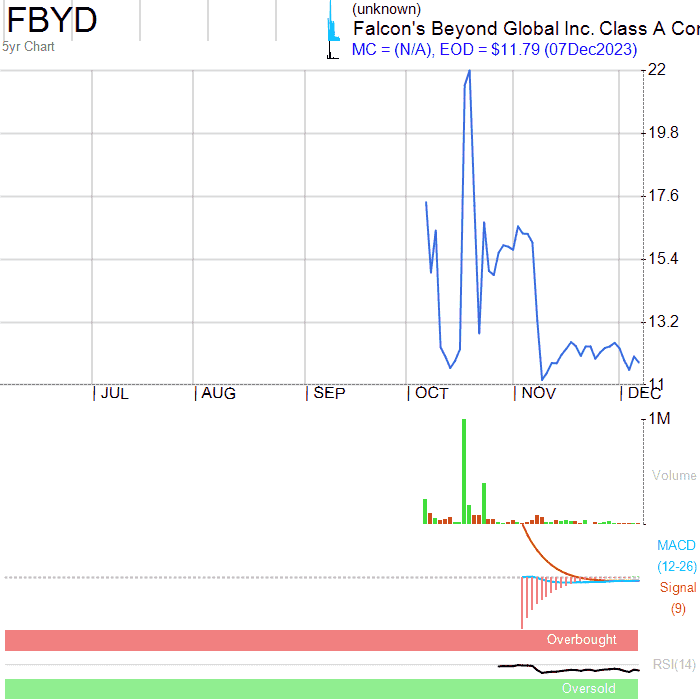 FBYD
5yr Chart
(unknown)
Falcon's Beyond Global Inc. Class A Co
MC = (N/A), EOD = $11.79 (07Dec2023)
22
19.8
17.6
15.4
13.2
11
JUL
AUG
SEP
OCT
NOV
DEC
1M
Volume
MACD
(12-26)
Signal
(9)
Overbought
RSI(14)
Oversold